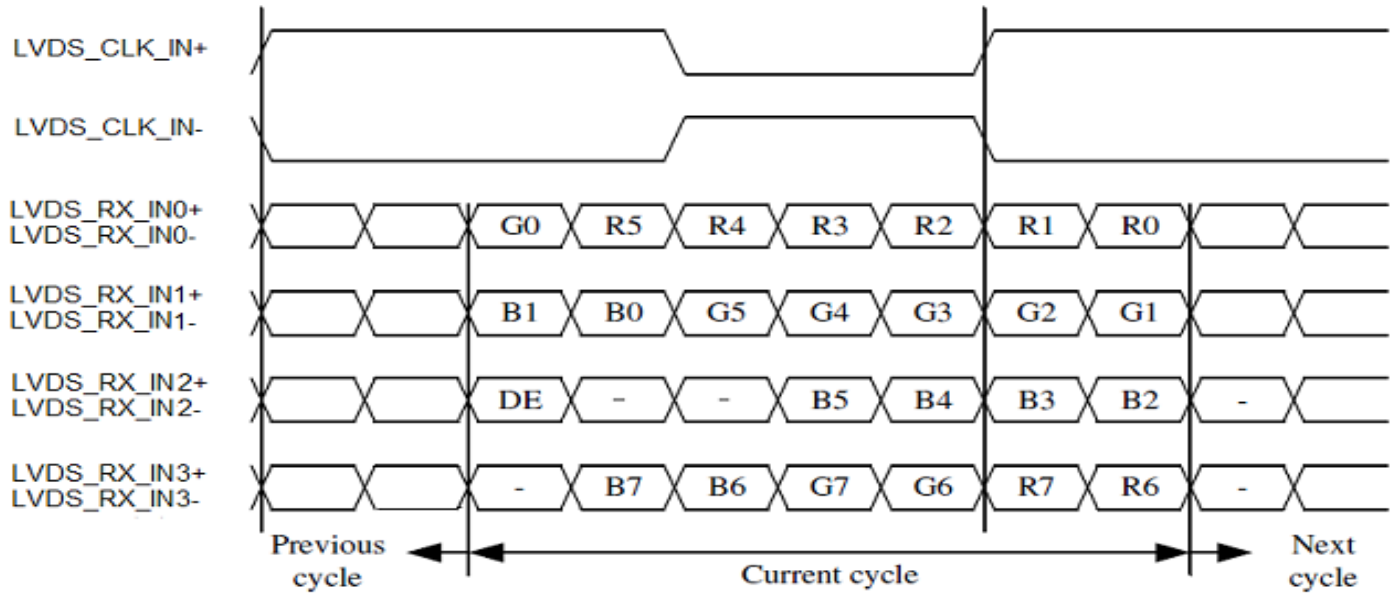 LVDS_CLK_IN+
LVDS_CLK_IN-
LVDS_RX_IN0+
LVDS_RX_IN0-
G0 R5 R4 R3 R2 R1 R0
LVDS_RX_IN1+
LVDS_RX_IN1-
B1 B0 G5 G4 G3 G2 G1
LVDS_RX_IN2+
LVDS_RX_IN2-
DE - - B5 B4 B3 B2 -
LVDS_RX_IN3+
LVDS_RX_IN3-
- B7 B6 G7 G6 R7 R6 -
Previous
cycle
Current cycle
Next
cycle